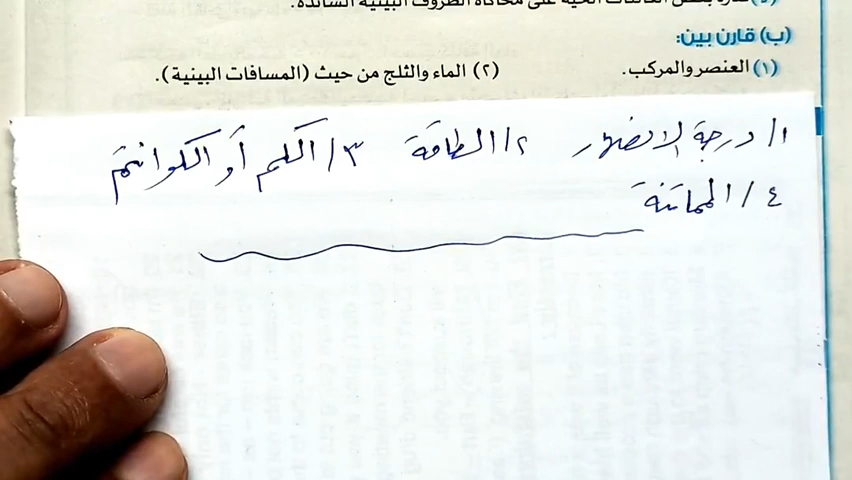 (ب) قارن بين:
(١) العنصر والمركب. (٢) الماء والثلج من حيث (المسافات البينية).
١/ درجة الانصهار ٢/ الطاقة ٣/ الكم أو الكوانتم
٤/ المماتنة